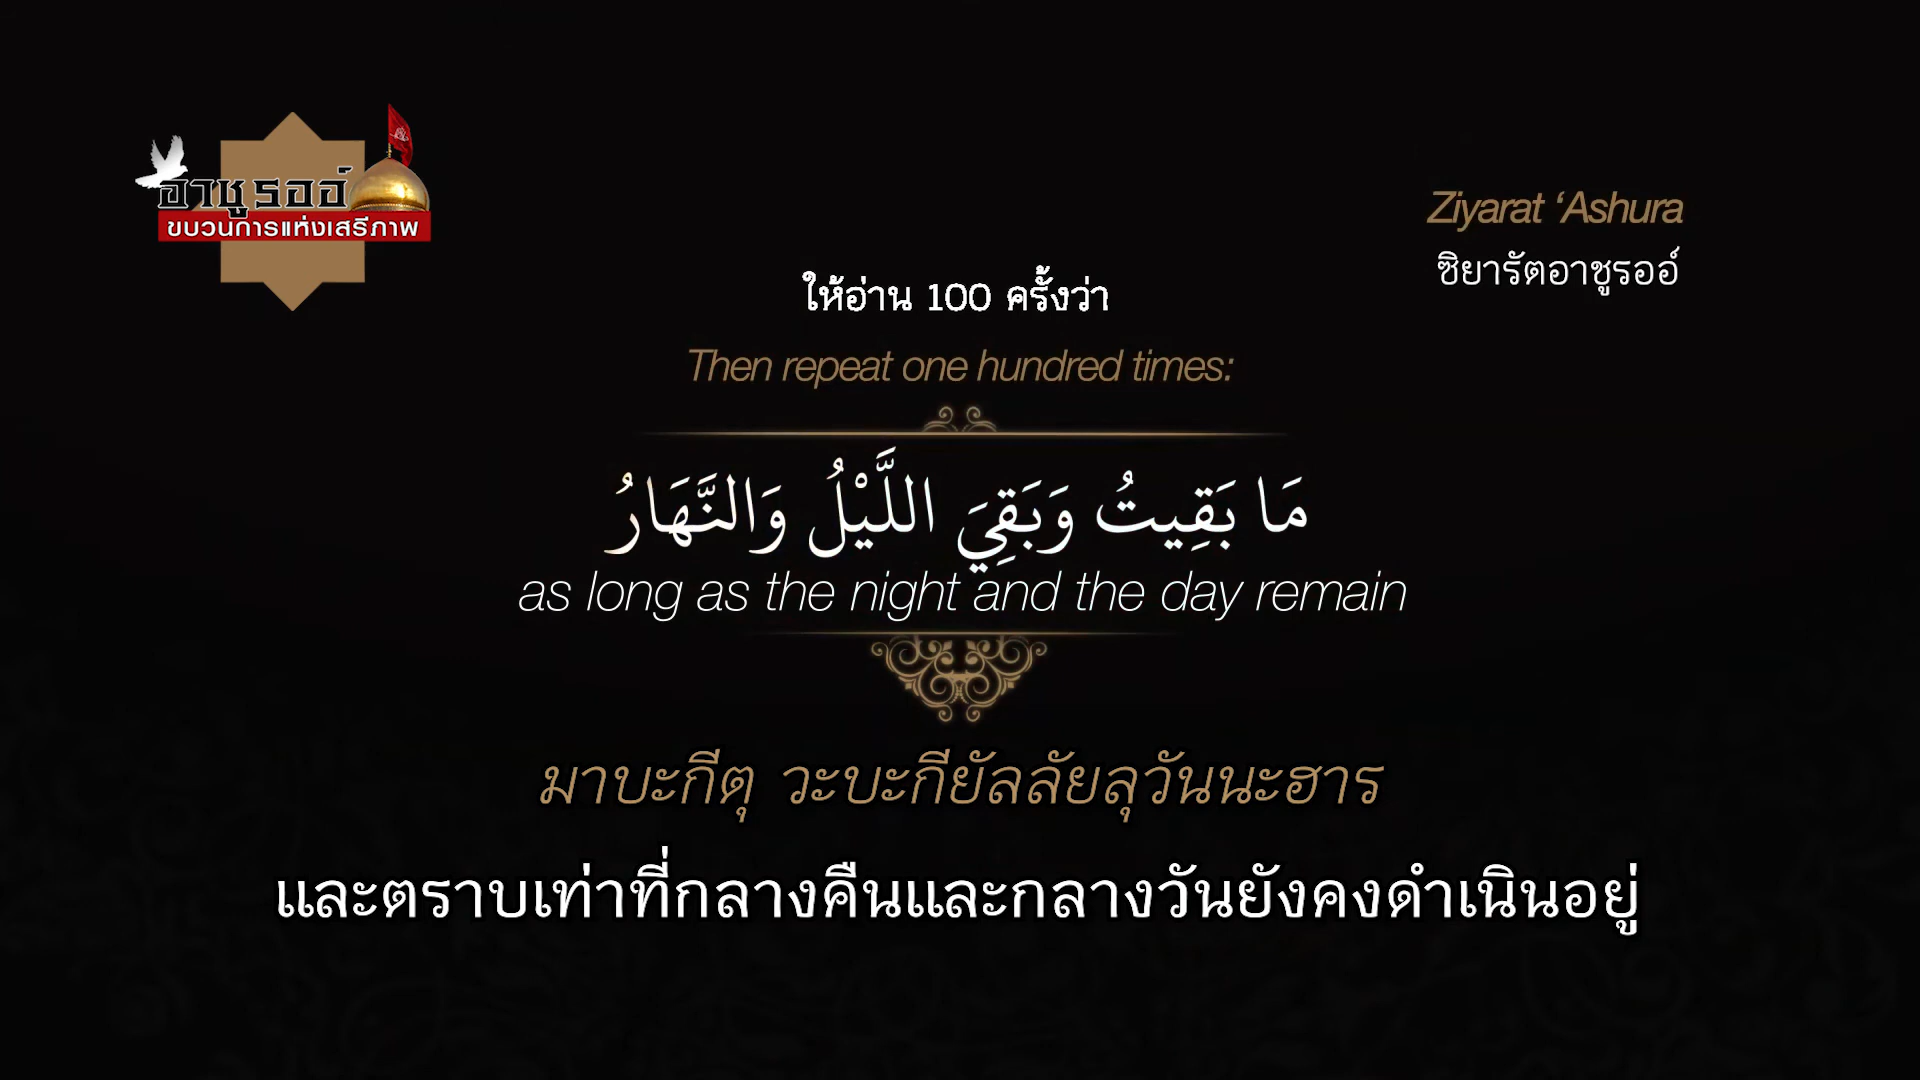 อาชูรออ์
ขบวนการแห่งเสรีภาพ
Ziyarat ‘Ashura
ซิยารัตอาชูรออ์
ให้อ่าน 100 ครั้งว่า
Then repeat one hundred times:
مَا بَقِيتُ وَبَقِيَ اللَّيْلُ وَالنَّهَارُ
as long as the night and the day remain
มาบะกีตุ วะบะกียัลลัยลุวันนะฮาร
และตราบเท่าที่กลางคืนและกลางวันยังคงดำเนินอยู่